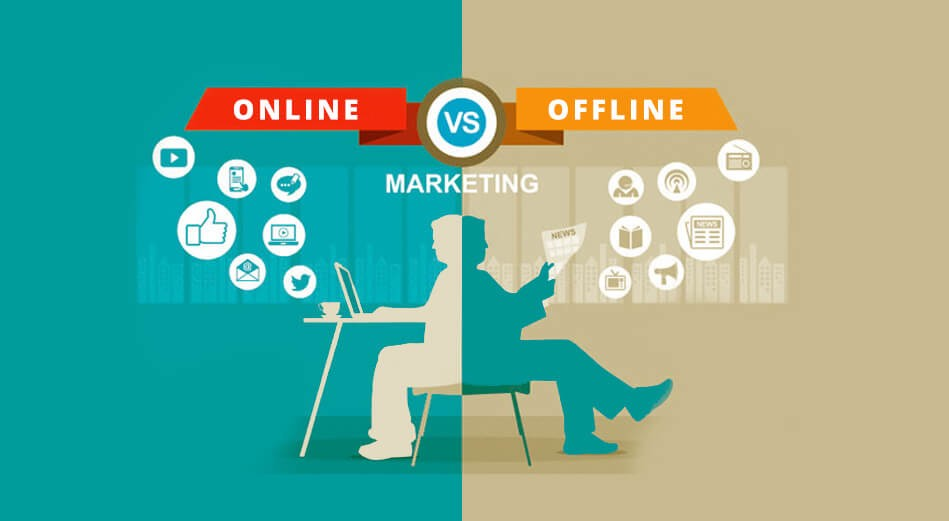 ONLINE
VS
OFFLINE
MARKETING
NEWS
NEWS